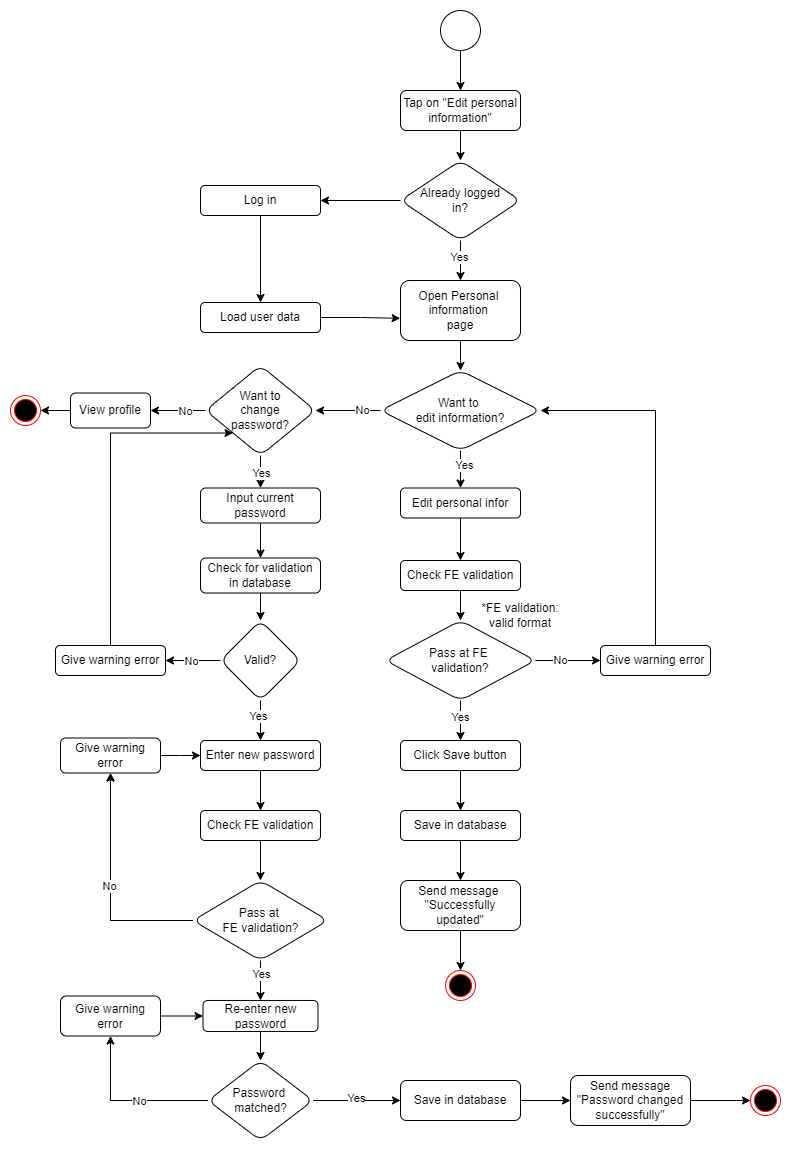 Tap on "Edit personal
information"
Already logged
in?
Log in
Yes
Open Personal
information
page
Load user data
Want to
edit information?
No
Want to
change
password?
No
View profile
Yes
Yes
Input current
password
Edit personal infor
Check for validation
in database
Check FE validation
*FE validation:
valid format
Pass at FE
validation?
No
Give warning error
Valid?
No
Give warning error
Yes
Yes
Give warning
error
Enter new password
Click Save button
Check FE validation
Save in database
No
Pass at
FE validation?
Send message
"Successfully
updated"
Yes
Give warning
error
Re-enter new
password
Password
matched?
No
Yes
Save in database
Send message
"Password changed
successfully"